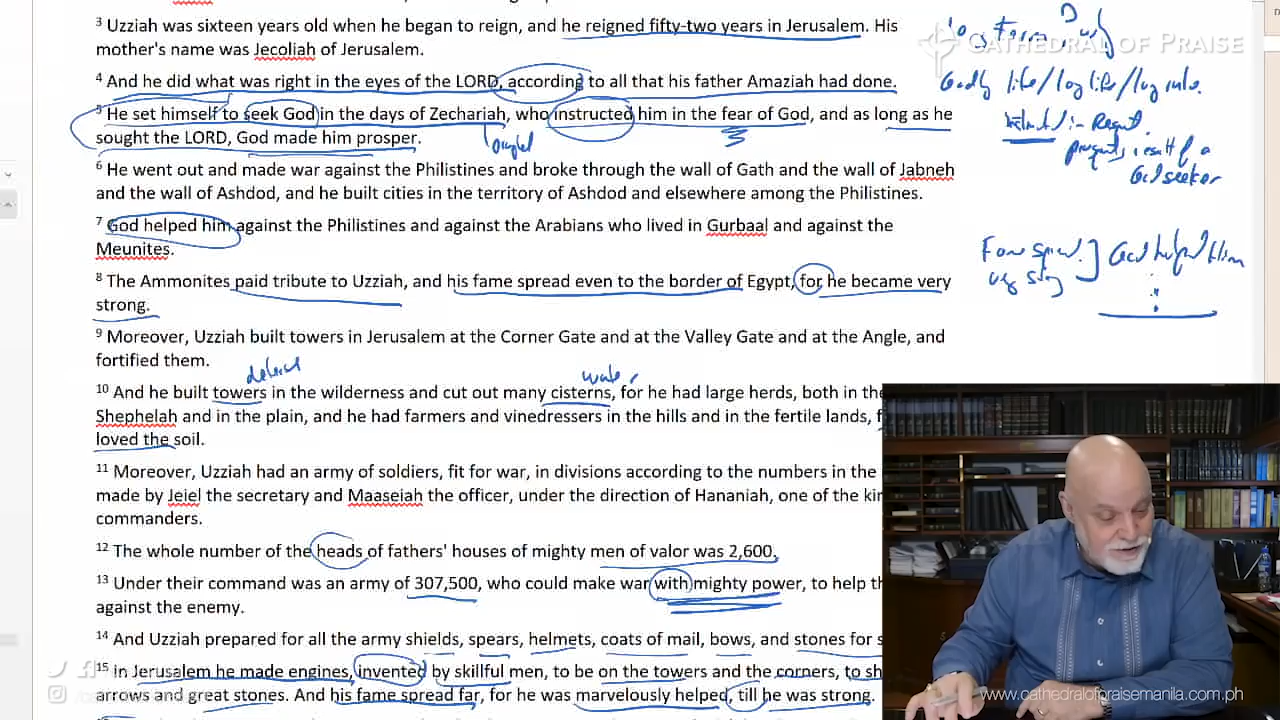 ³ Uzziah was sixteen years old when he began to reign, and he reigned fifty-two years in Jerusalem. His
mother's name was Jecoliah of Jerusalem.
⁴ And he did what was right in the eyes of the LORD, according to all that his father Amaziah had done.
⁵ He set himself to seek God in the days of Zechariah, who instructed him in the fear of God, and as long as he
sought the LORD, God made him prosper.
⁶ He went out and made war against the Philistines and broke through the wall of Gath and the wall of Jabneh
and the wall of Ashdod, and he built cities in the territory of Ashdod and elsewhere among the Philistines.
⁷ God helped him against the Philistines and against the Arabians who lived in Gurbaal and against the
Meunites.
⁸ The Ammonites paid tribute to Uzziah, and his fame spread even to the border of Egypt, for he became very
strong.
⁹ Moreover, Uzziah built towers in Jerusalem at the Corner Gate and at the Valley Gate and at the Angle, and
fortified them.
¹⁰ And he built towers in the wilderness and cut out many cisterns, for he had large herds, both in the
Shephelah and in the plain, and he had farmers and vinedressers in the hills and in the fertile lands,
loved the soil.
¹¹ Moreover, Uzziah had an army of soldiers, fit for war, in divisions according to the numbers in the
made by Jeiel the secretary and Maaseiah the officer, under the direction of Hananiah, one of the
commanders.
¹² The whole number of the heads of fathers' houses of mighty men of valor was 2,600.
¹³ Under their command was an army of 307,500, who could make war with mighty power, to help
against the enemy.
¹⁴ And Uzziah prepared for all the army shields, spears, helmets, coats of mail, bows, and stones for
¹⁵ In Jerusalem he made engines, invented by skillful men, to be on the towers and the corners, to
arrows and great stones. And his fame spread far, for he was marvelously helped, till he was strong.
CATHEDRAL OF PRAISE
long term
Godly life/long life/long rule.
result of a
God seeker
God helped Him
very strong
www.cathedralofpraisemanila.com.ph